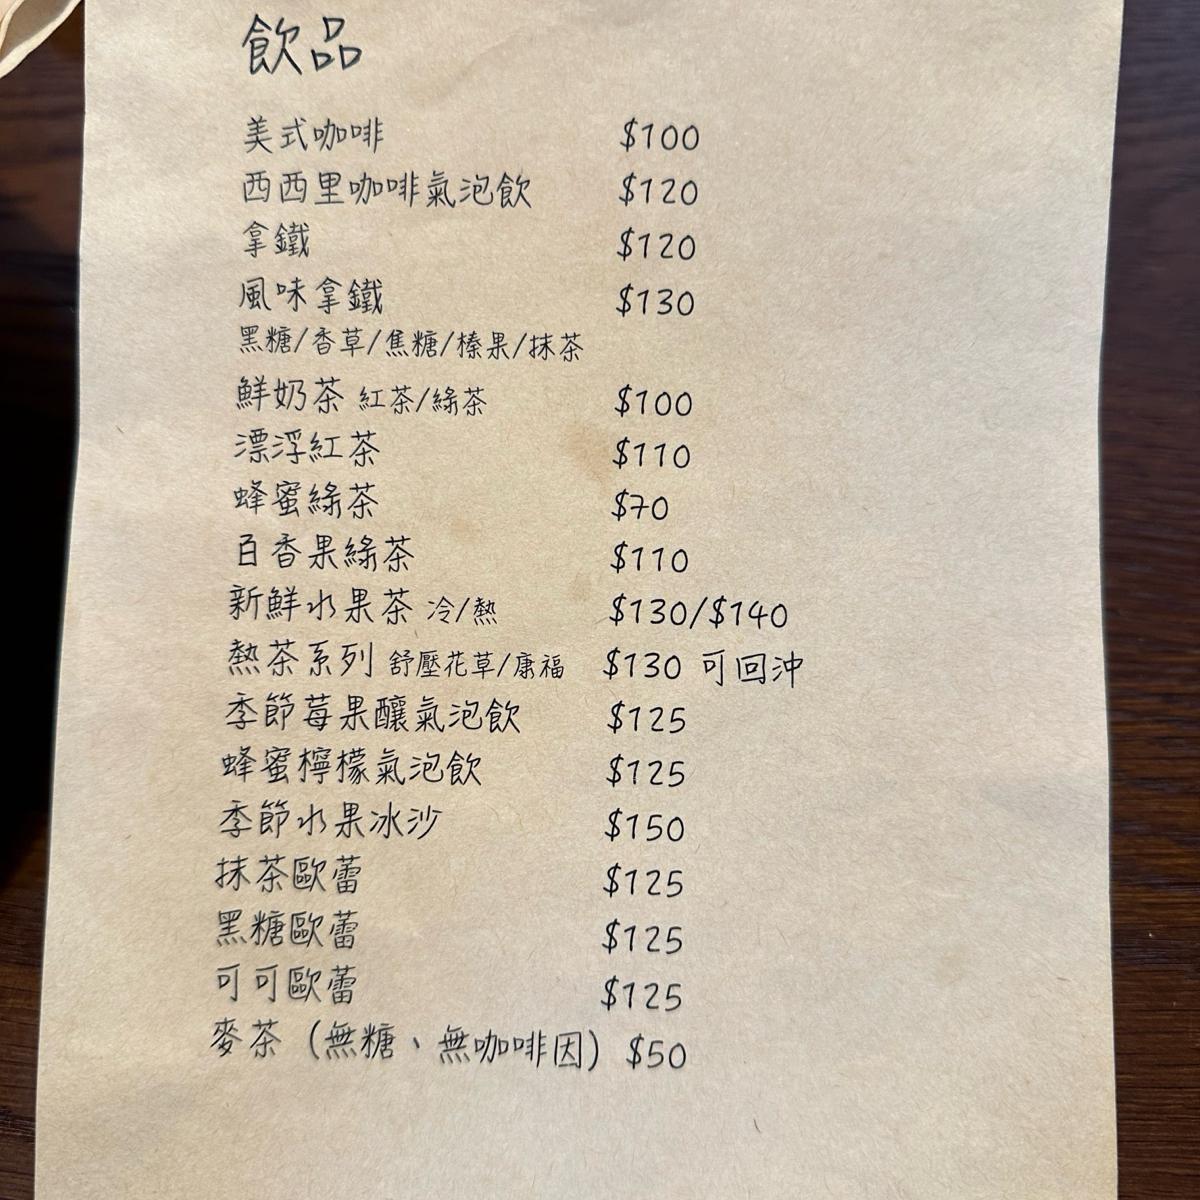 飲品
美式咖啡 $100
西西里咖啡氣泡飲 $120
拿鐵 $120
風味拿鐵 $130
黑糖/香草/焦糖/榛果/抹茶
鮮奶茶 紅茶/綠茶 $100
漂浮紅茶 $110
蜂蜜綠茶 $70
百香果綠茶 $110
新鮮水果茶 冷/熱 $130/$140
熱茶系列 舒壓花草/康福 $130 可回沖
季節莓果釀氣泡飲 $125
蜂蜜檸檬氣泡飲 $125
季節水果冰沙 $150
抹茶歐蕾 $125
黑糖歐蕾 $125
可可歐蕾 $125
麥茶（無糖、無咖啡因） $50